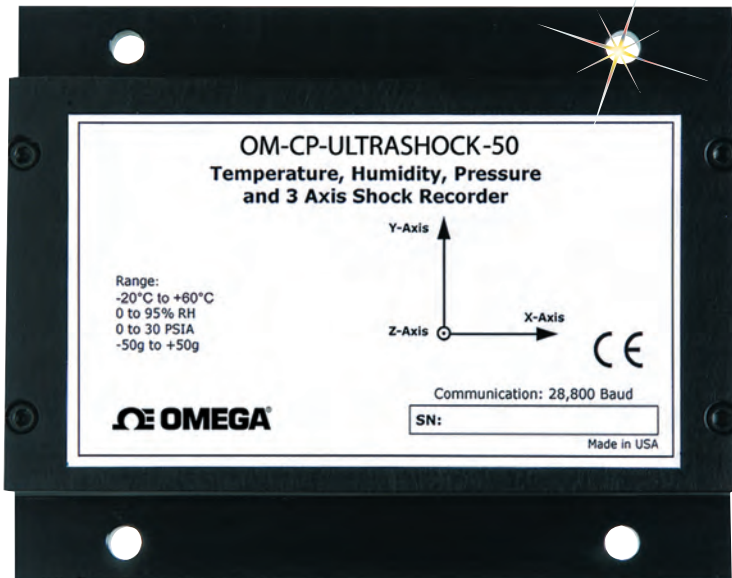 OM-CP-ULTRASHOCK-50
Temperature, Humidity, Pressure
and 3 Axis Shock Recorder
Y-Axis
Range:
-20°C to +60°C
0 to 95% RH
0 to 30 PSIA
-50g to +50g
Z-Axis
X-Axis
CE
Communication: 28,800 Baud
ΩE OMEGA®
SN:
Made in USA